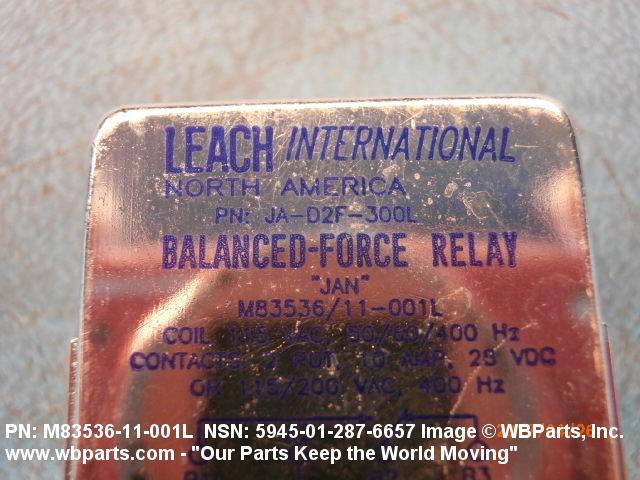 LEACH INTERNATIONAL
NORTH AMERICA
PN: JA-D2F-300L
BALANCED-FORCE RELAY
"JAN"
M83536/11-001L
COIL 115 VAC, 50/60/400 Hz
CONTACTS: 2 PDT, 10 AMP, 28 VDC
OR 115/200 VAC, 400 Hz
B3
PN: M83536-11-001L NSN: 5945-01-287-6657 Image © WBParts, Inc.
www.wbparts.com - "Our Parts Keep the World Moving"